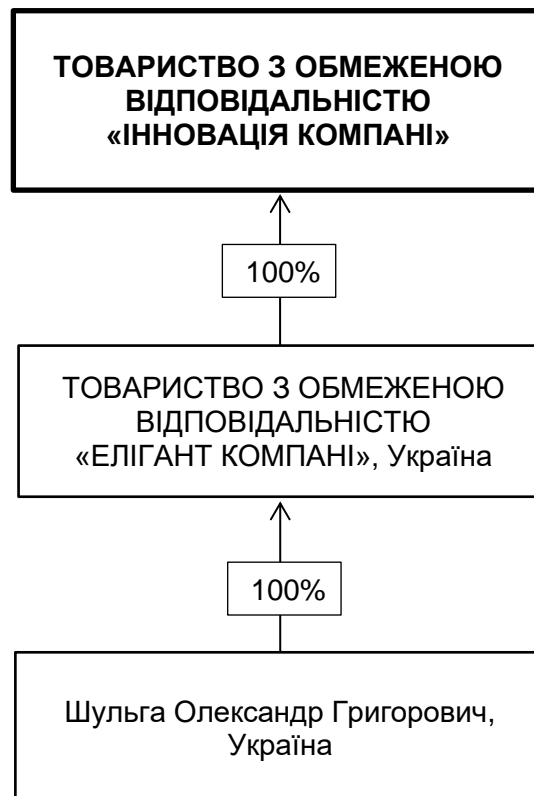 ТОВАРИСТВО З ОБМЕЖЕНОЮ
ВІДПОВІДАЛЬНІСТЮ
«ІННОВАЦІЯ КОМПАНІ»
100%
ТОВАРИСТВО З ОБМЕЖЕНОЮ
ВІДПОВІДАЛЬНІСТЮ
«ЕЛІГАНТ КОМПАНІ», Україна
100%
Шульга Олександр Григорович,
Україна